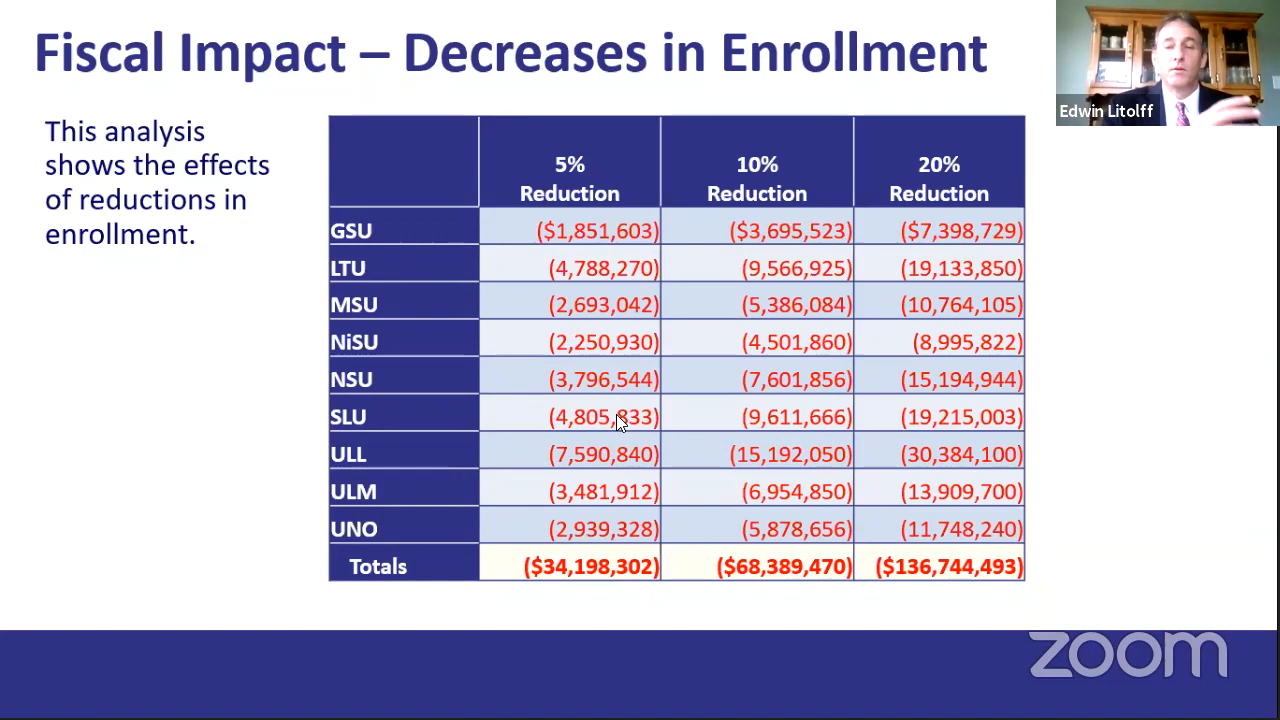 Fiscal Impact – Decreases in Enrollment
Edwin Litolff
This analysis
shows the effects
of reductions in
enrollment.
5% Reduction 10% Reduction 20% Reduction
GSU ($1,851,603) ($3,695,523) ($7,398,729)
LTU (4,788,270) (9,566,925) (19,133,850)
MSU (2,693,042) (5,386,084) (10,764,105)
NiSU (2,250,930) (4,501,860) (8,995,822)
NSU (3,796,544) (7,601,856) (15,194,944)
SLU (4,805,833) (9,611,666) (19,215,003)
ULL (7,590,840) (15,192,050) (30,384,100)
ULM (3,481,912) (6,954,850) (13,909,700)
UNO (2,939,328) (5,878,656) (11,748,240)
Totals ($34,198,302) ($68,389,470) ($136,744,493)
zoom